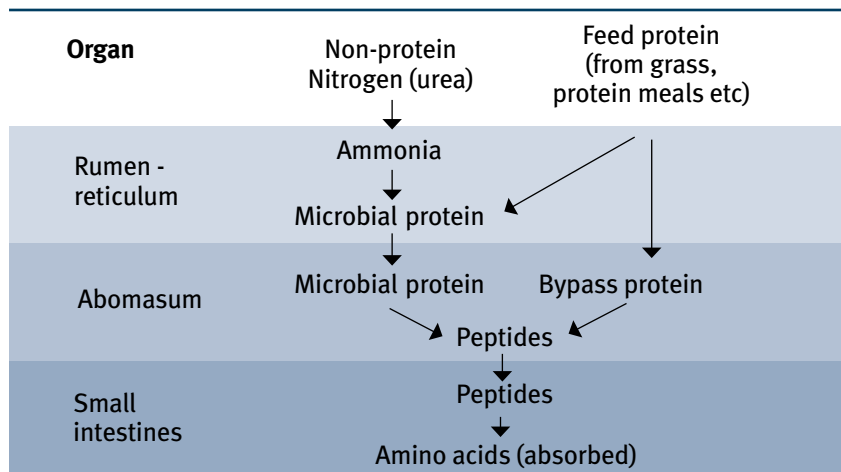 Organ
Non-protein
Nitrogen (urea)
Feed protein
(from grass,
protein meals etc)
Rumen -
reticulum
Ammonia
Microbial protein
Abomasum
Microbial protein
Bypass protein
Peptides
Small
intestines
Peptides
Amino acids (absorbed)